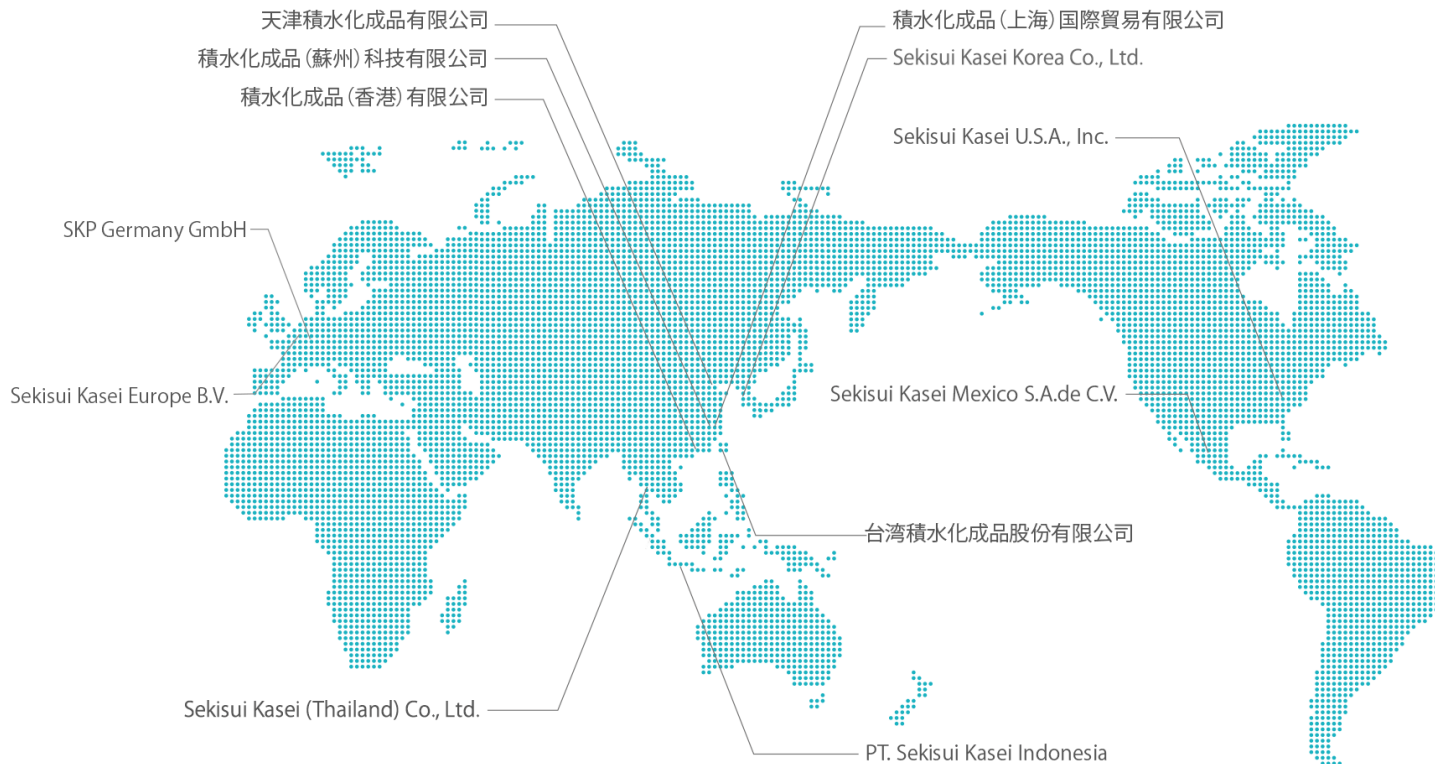 天津積水化成品有限公司
積水化成品（上海）国際貿易有限公司
積水化成品（蘇州）科技有限公司
Sekisui Kasei Korea Co., Ltd.
積水化成品（香港）有限公司
Sekisui Kasei U.S.A., Inc.
SKP Germany GmbH
Sekisui Kasei Europe B.V.
Sekisui Kasei Mexico S.A.de C.V.
台湾積水化成品股份有限公司
Sekisui Kasei (Thailand) Co., Ltd.
PT. Sekisui Kasei Indonesia